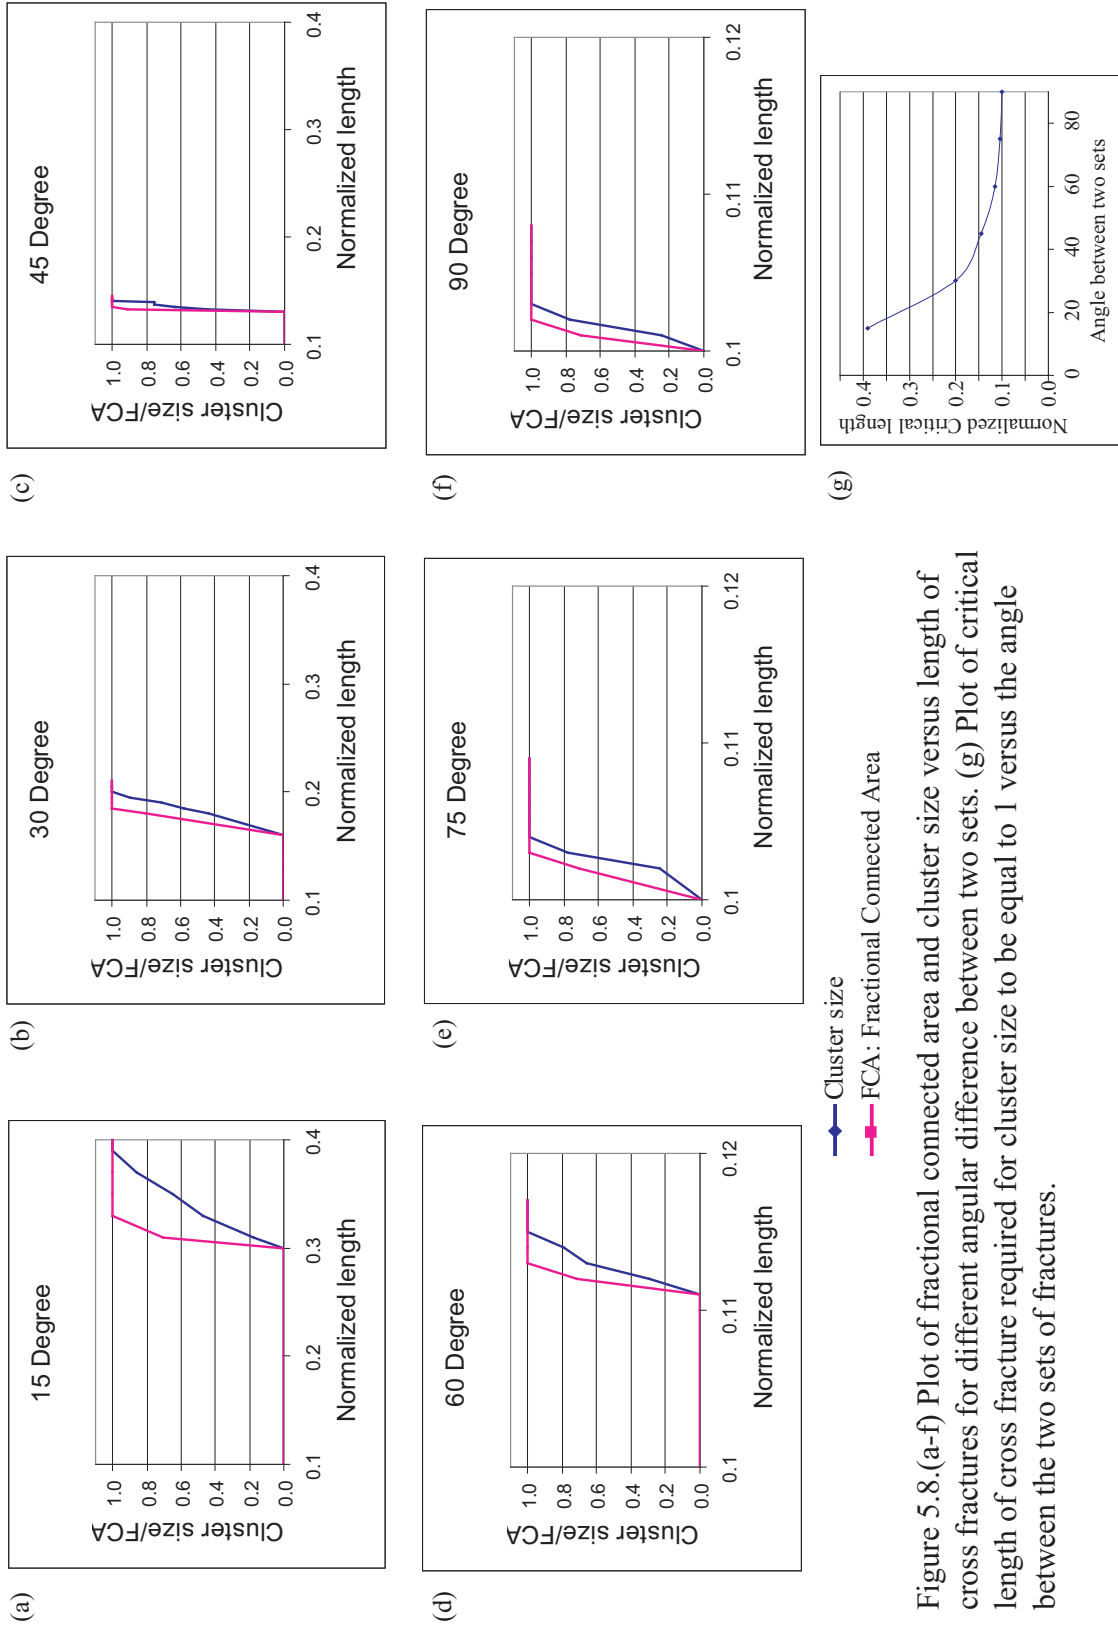 (a)
15 Degree
Cluster size/FCA
1.0
0.8
0.6
0.4
0.2
0.0
0.1
0.2
0.3
0.4
Normalized length
(b)
30 Degree
Cluster size/FCA
1.0
0.8
0.6
0.4
0.2
0.0
0.1
0.2
0.3
0.4
Normalized length
(c)
45 Degree
Cluster size/FCA
1.0
0.8
0.6
0.4
0.2
0.0
0.1
0.2
0.3
0.4
Normalized length
(d)
60 Degree
Cluster size/FCA
1.0
0.8
0.6
0.4
0.2
0.0
0.1
0.11
0.12
Normalized length
(e)
75 Degree
Cluster size/FCA
1.0
0.8
0.6
0.4
0.2
0.0
0.1
0.11
0.12
Normalized length
(f)
90 Degree
Cluster size/FCA
1.0
0.8
0.6
0.4
0.2
0.0
0.1
0.11
0.12
Normalized length
Cluster size
FCA: Fractional Connected Area
(g)
Normalized Critical length
0.4
0.3
0.2
0.1
0.0
0
20
40
60
80
Angle between two sets
Figure 5.8.(a-f) Plot of fractional connected area and cluster size versus length of
cross fractures for different angular difference between two sets. (g) Plot of critical
length of cross fracture required for cluster size to be equal to 1 versus the angle
between the two sets of fractures.